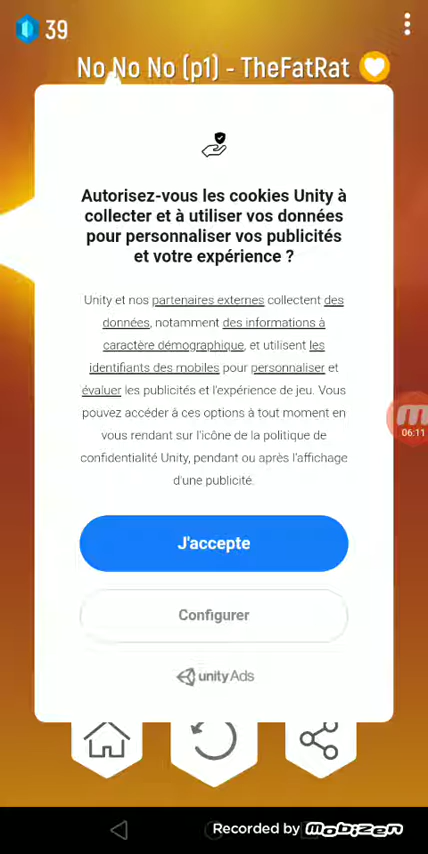 39
No No No (p1) - TheFatRat
Autorisez-vous les cookies Unity à
collecter et à utiliser vos données
pour personnaliser vos publicités
et votre expérience ?
Unity et nos partenaires externes collectent des
données, notamment des informations à
caractère démographique, et utilisent les
identifiants des mobiles pour personnaliser et
évaluer les publicités et l'expérience de jeu. Vous
pouvez accéder à ces options à tout moment en
vous rendant sur l'icône de la politique de
confidentialité Unity, pendant ou après l'affichage
d'une publicité.
06:11
J'accepte
Configurer
unityAds
Recorded by Mobizen